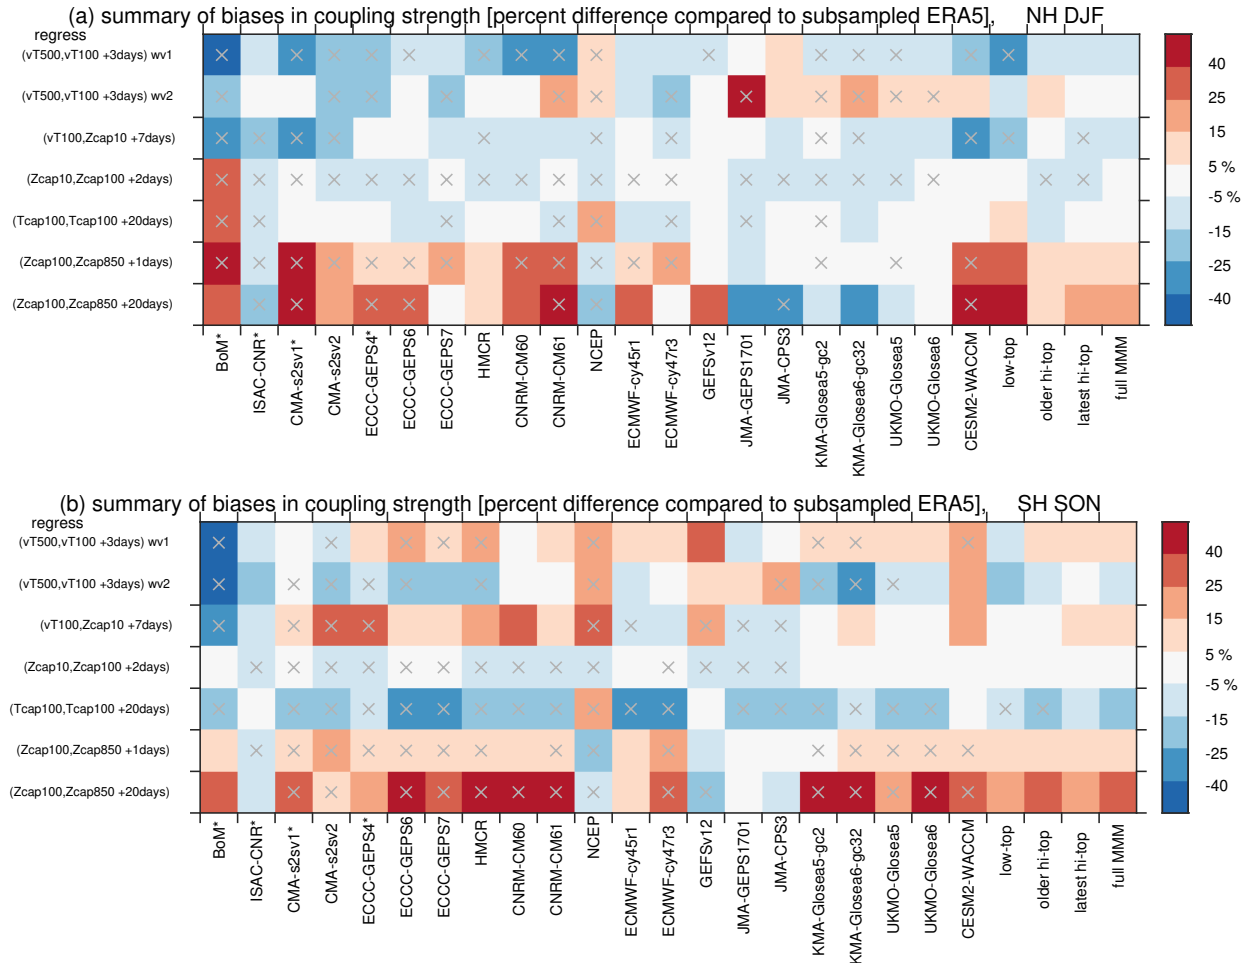 (a) summary of biases in coupling strength [percent difference compared to subsampled ERA5], NH DJF
regress
(vT500,vT100 +3days) wv1
(vT500,vT100 +3days) wv2
(vT100,Zcap10 +7days)
(Zcap10,Zcap100 +2days)
(Tcap100,Tcap100 +20days)
(Zcap100,Zcap850 +1days)
(Zcap100,Zcap850 +20days)
40
25
15
5 %
-5 %
-15
-25
-40
BoM*
ISAC-CNR*
CMA-s2sv1*
CMA-s2sv2
ECCC-GEPS4*
ECCC-GEPS6
ECCC-GEPS7
HMCR
CNRM-CM60
CNRM-CM61
NCEP
ECMWF-cy45r1
ECMWF-cy47r3
GEFSv12
JMA-GEPS1701
JMA-CPS3
KMA-Glosea5-gc2
KMA-Glosea6-gc32
UKMO-Glosea5
UKMO-Glosea6
CESM2-WACCM
low-top
older hi-top
latest hi-top
full MMM
(b) summary of biases in coupling strength [percent difference compared to subsampled ERA5], SH SON
regress
(vT500,vT100 +3days) wv1
(vT500,vT100 +3days) wv2
(vT100,Zcap10 +7days)
(Zcap10,Zcap100 +2days)
(Tcap100,Tcap100 +20days)
(Zcap100,Zcap850 +1days)
(Zcap100,Zcap850 +20days)
40
25
15
5 %
-5 %
-15
-25
-40
BoM*
ISAC-CNR*
CMA-s2sv1*
CMA-s2sv2
ECCC-GEPS4*
ECCC-GEPS6
ECCC-GEPS7
HMCR
CNRM-CM60
CNRM-CM61
NCEP
ECMWF-cy45r1
ECMWF-cy47r3
GEFSv12
JMA-GEPS1701
JMA-CPS3
KMA-Glosea5-gc2
KMA-Glosea6-gc32
UKMO-Glosea5
UKMO-Glosea6
CESM2-WACCM
low-top
older hi-top
latest hi-top
full MMM